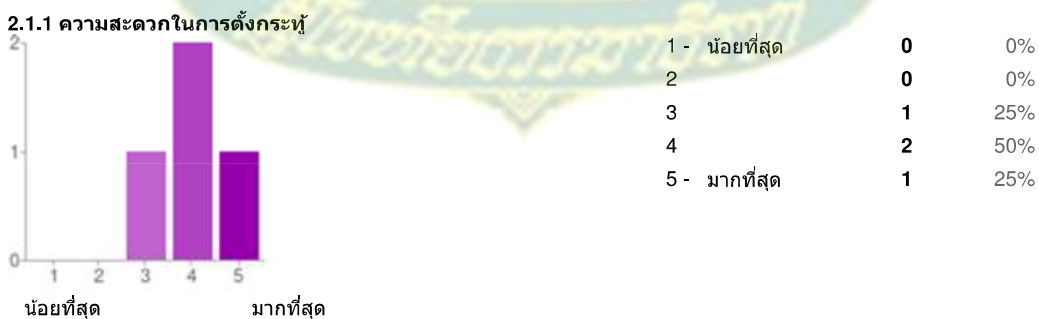 2.1.1 ความสะดวกในการตั้งกระทู้
2
1
0
1 2 3 4 5
น้อยที่สุด มากที่สุด
1 - น้อยที่สุด 0 0%
2 0 0%
3 1 25%
4 2 50%
5 - มากที่สุด 1 25%